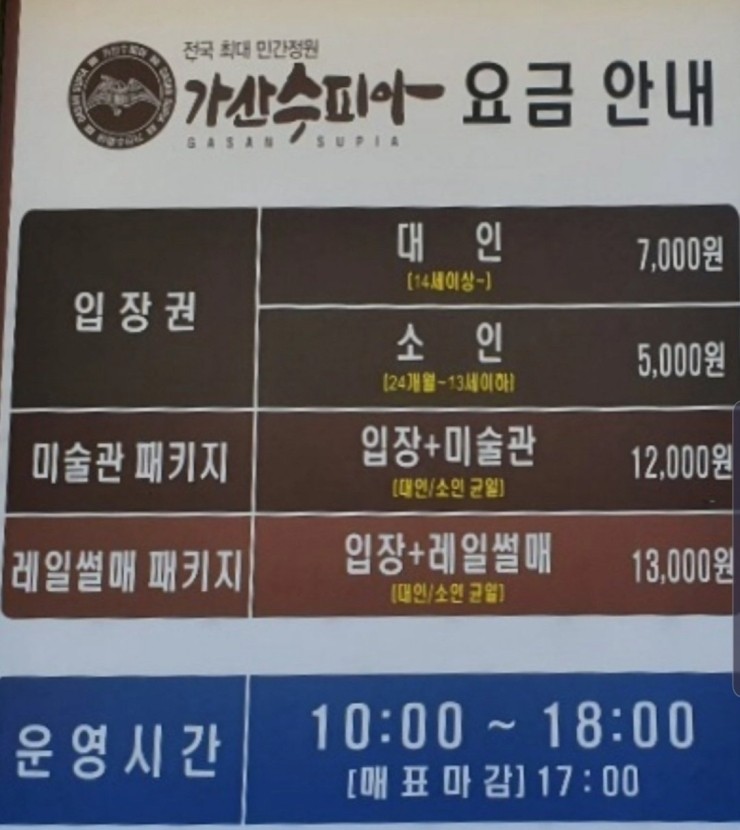 전국 최대 민간정원
가산수피아 요금 안내
GASAN SUPIA
입장권
대 인 7,000원
[14세이상~]
소 인 5,000원
[24개월~13세이하]
미술관 패키지 입장+미술관 12,000원
[대인/소인 균일]
레일썰매 패키지 입장+레일썰매 13,000원
[대인/소인 균일]
운영시간 10:00 ~ 18:00
[매표마감] 17:00